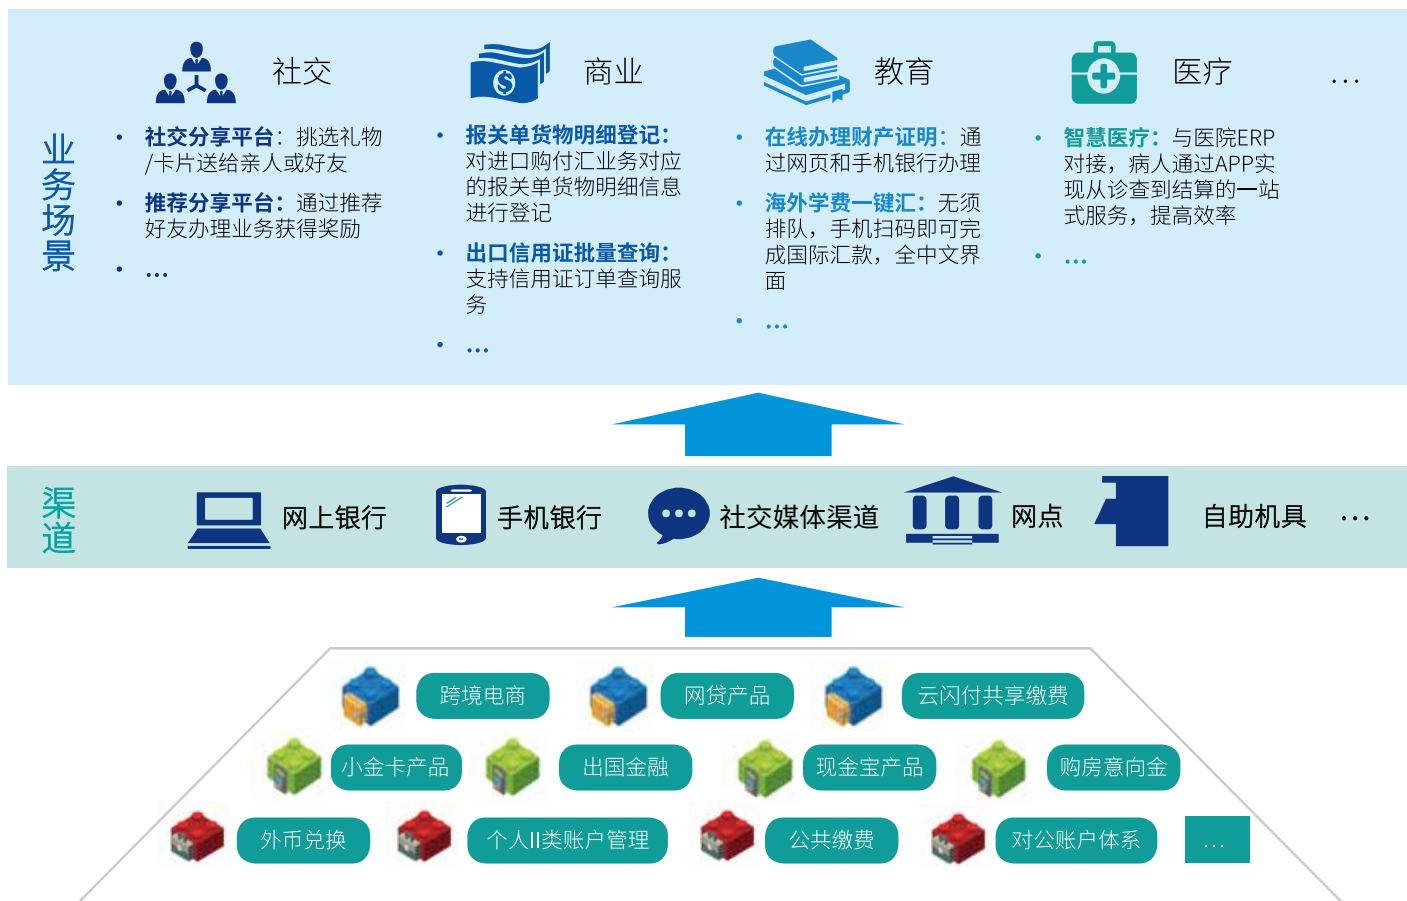 业务场景
社交
• 社交分享平台：挑选礼物
/卡片送给亲人或好友
• 推荐分享平台：通过推荐
好友办理业务获得奖励
• …
商业
• 报关单货物明细登记：
对进口购付汇业务对应
的报关单货物明细信息
进行登记
• 出口信用证批量查询：
支持信用证订单查询服
务
• …
教育
• 在线办理财产证明：通
过网页和手机银行办理
• 海外学费一键汇：无须
排队，手机扫码即可完
成国际汇款，全中文界
面
• …
医疗
• 智慧医疗：与医院ERP
对接，病人通过APP实
现从诊查到结算的一站
式服务，提高效率
• …
…
渠道
网上银行
手机银行
社交媒体渠道
网点
自助机具
…
跨境电商
网贷产品
云闪付共享缴费
小金卡产品
出国金融
现金宝产品
购房意向金
外币兑换
个人II类账户管理
公共缴费
对公账户体系
…